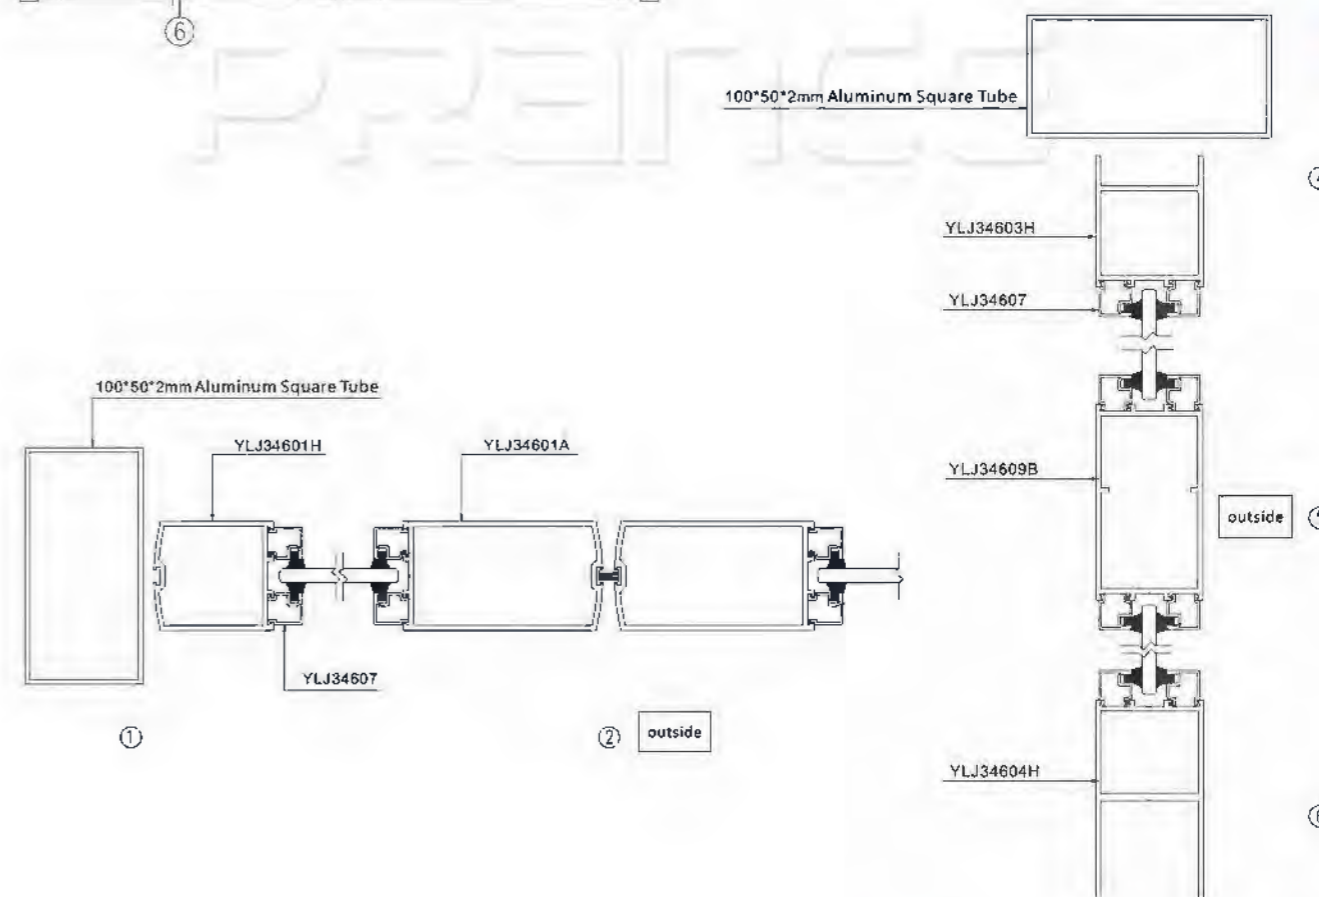 ⑥
PRANCE
100*50*2mm Aluminum Square Tube
YLJ34603H
YLJ34607
100*50*2mm Aluminum Square Tube
YLJ34601H
YLJ34601A
YLJ34609B
outside
YLJ34607
①
②
outside
YLJ34604H